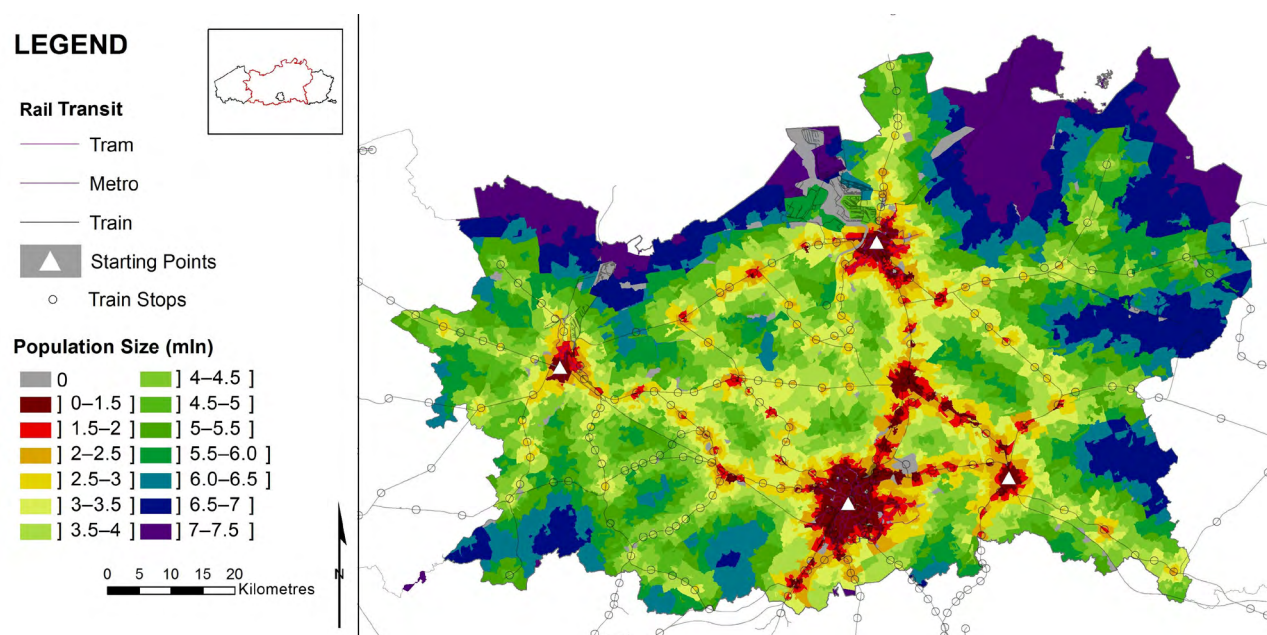 LEGEND
Rail Transit
Tram
Metro
Train
Starting Points
Train Stops
Population Size (mln)
0
] 0–1.5 ]
] 1.5–2 ]
] 2–2.5 ]
] 2.5–3 ]
] 3–3.5 ]
] 3.5–4 ]
] 4–4.5 ]
] 4.5–5 ]
] 5–5.5 ]
] 5.5–6.0 ]
] 6.0–6.5 ]
] 6.5–7 ]
] 7–7.5 ]
0 5 10 15 20
Kilometres
N